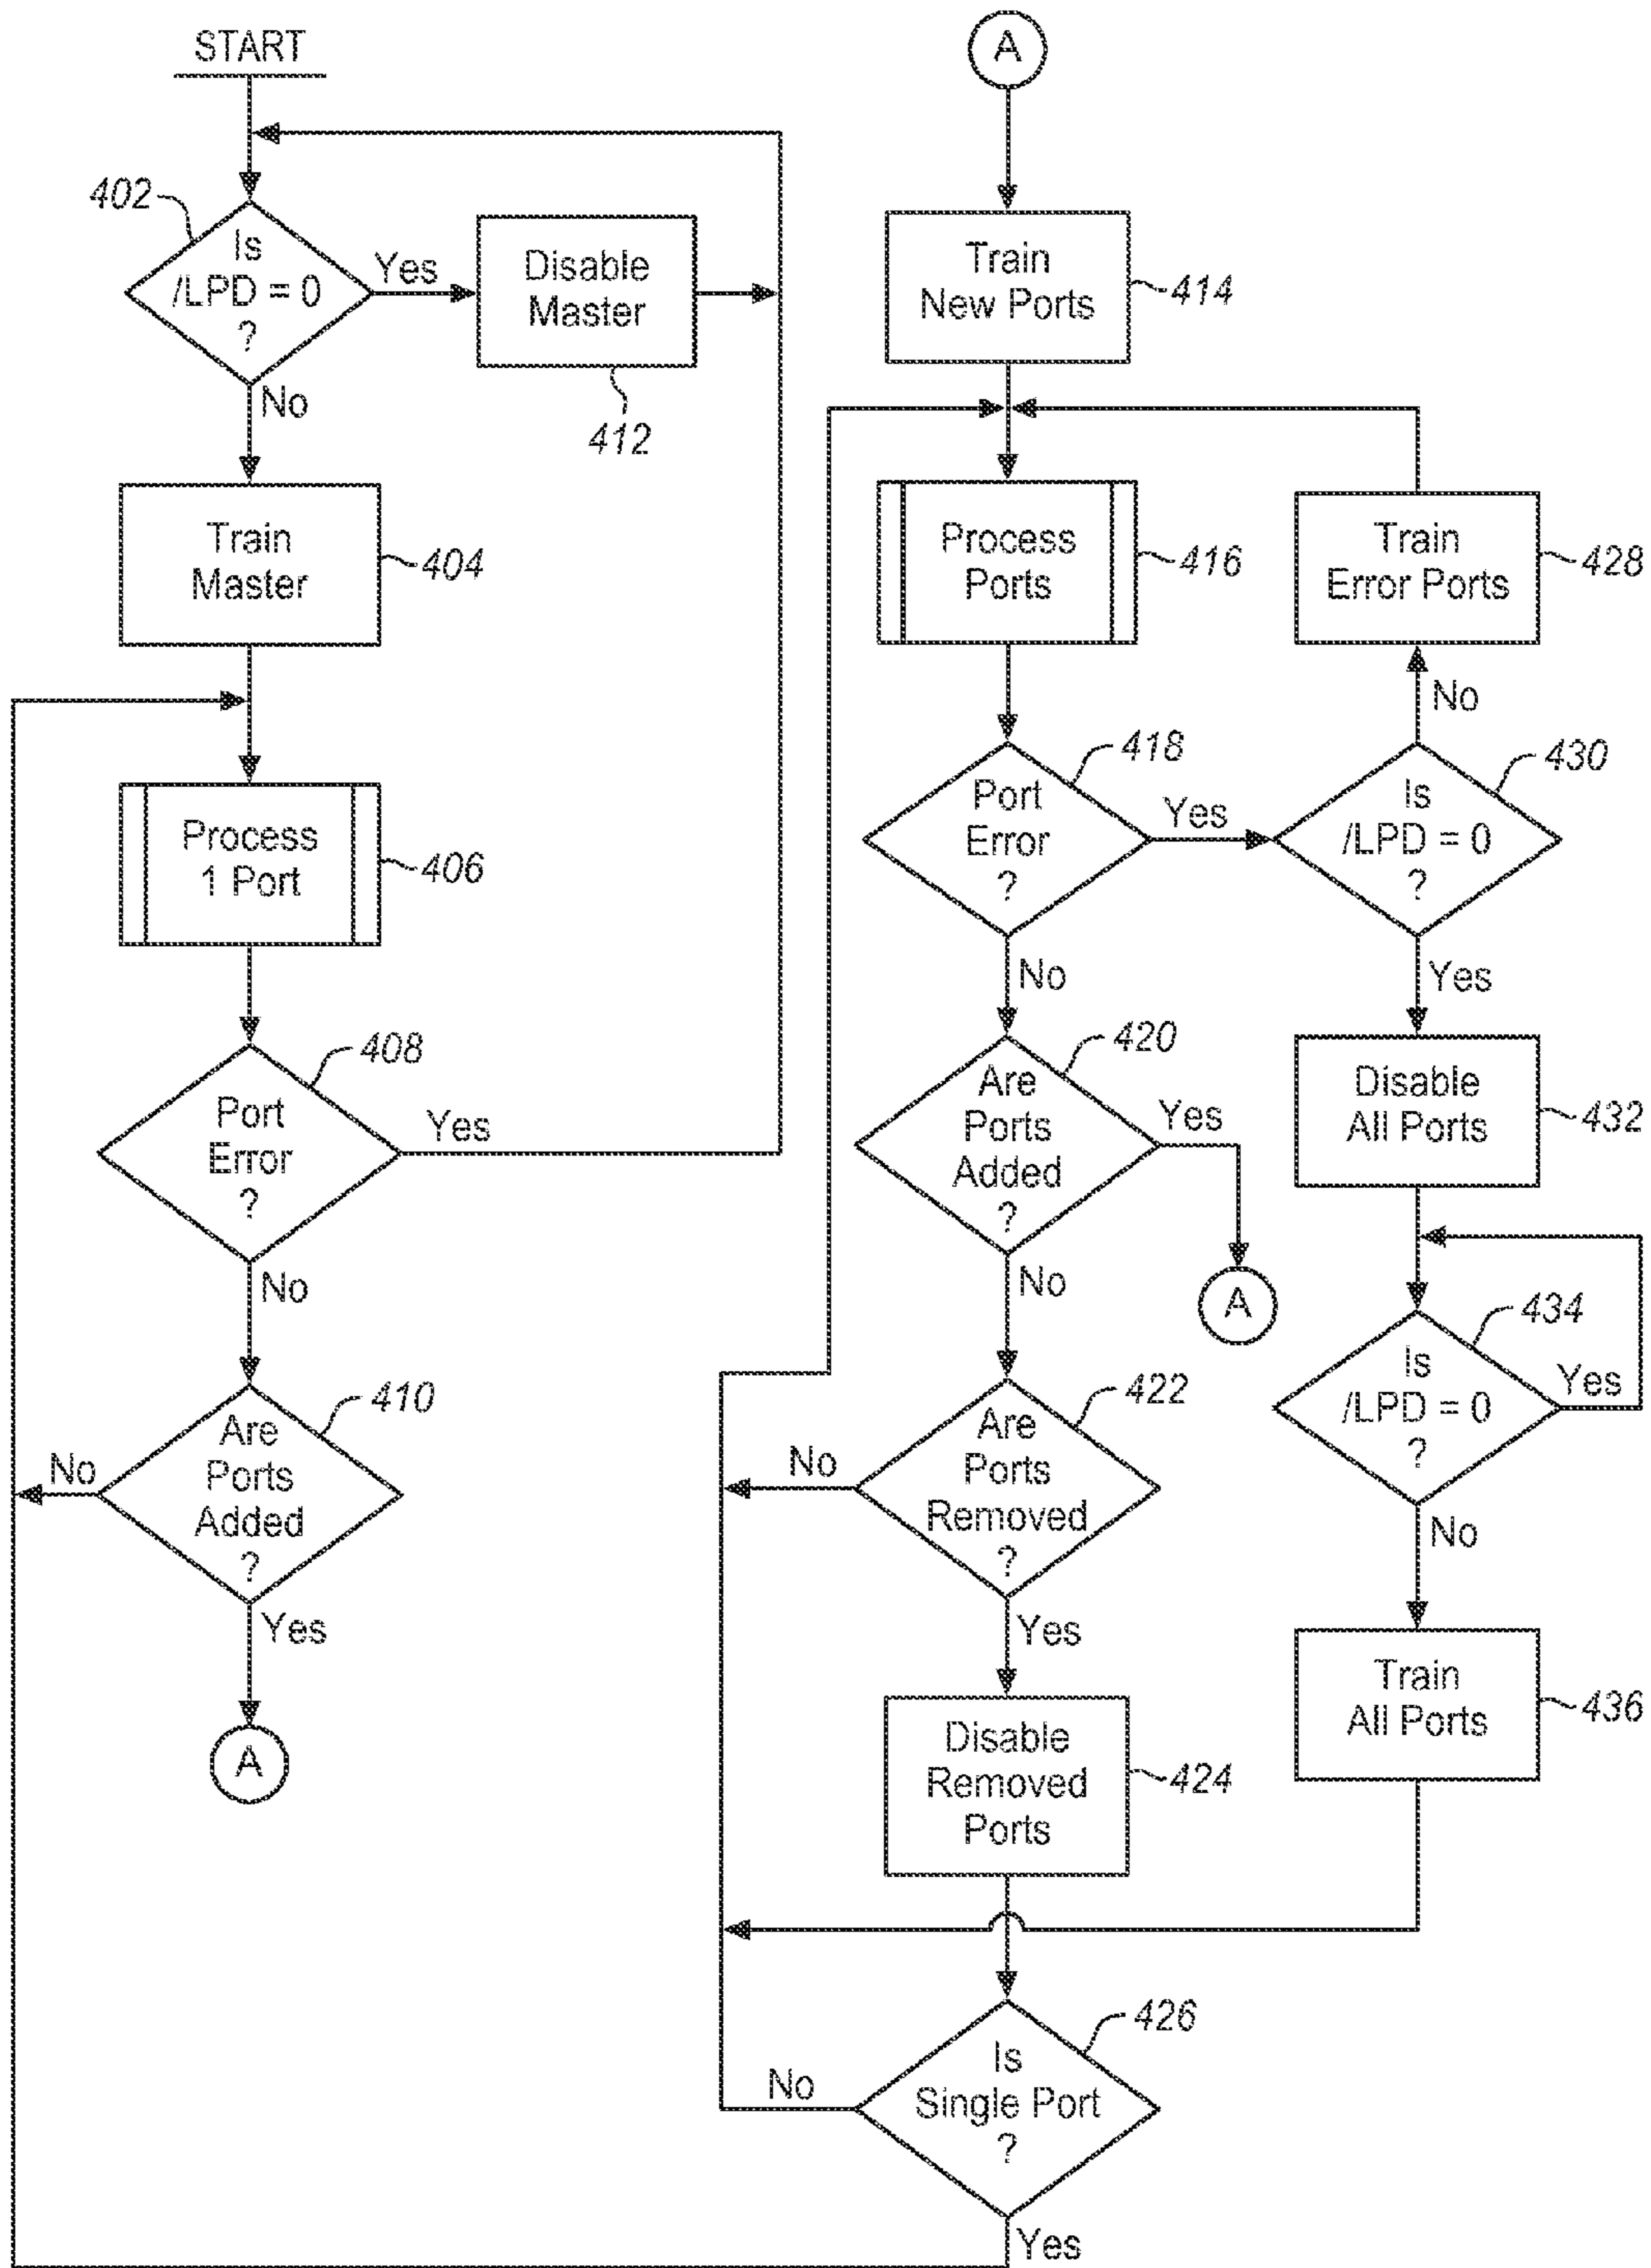 START
402
Is
/LPD = 0
?
Yes
Disable
Master
412
No
Train
Master
404
Process
1 Port
406
408
Port
Error
?
Yes
No
410
Are
Ports
Added
?
No
Yes
A
A
Train
New Ports
414
Process
Ports
416
Train
Error Ports
428
No
418
Port
Error
?
Yes
430
Is
/LPD = 0
?
No
Yes
420
Are
Ports
Added
?
Yes
A
No
Disable
All Ports
432
434
Is
/LPD = 0
?
Yes
No
422
Are
Ports
Removed
?
No
Yes
Train
All Ports
436
Disable
Removed
Ports
424
426
Is
Single Port
?
No
Yes